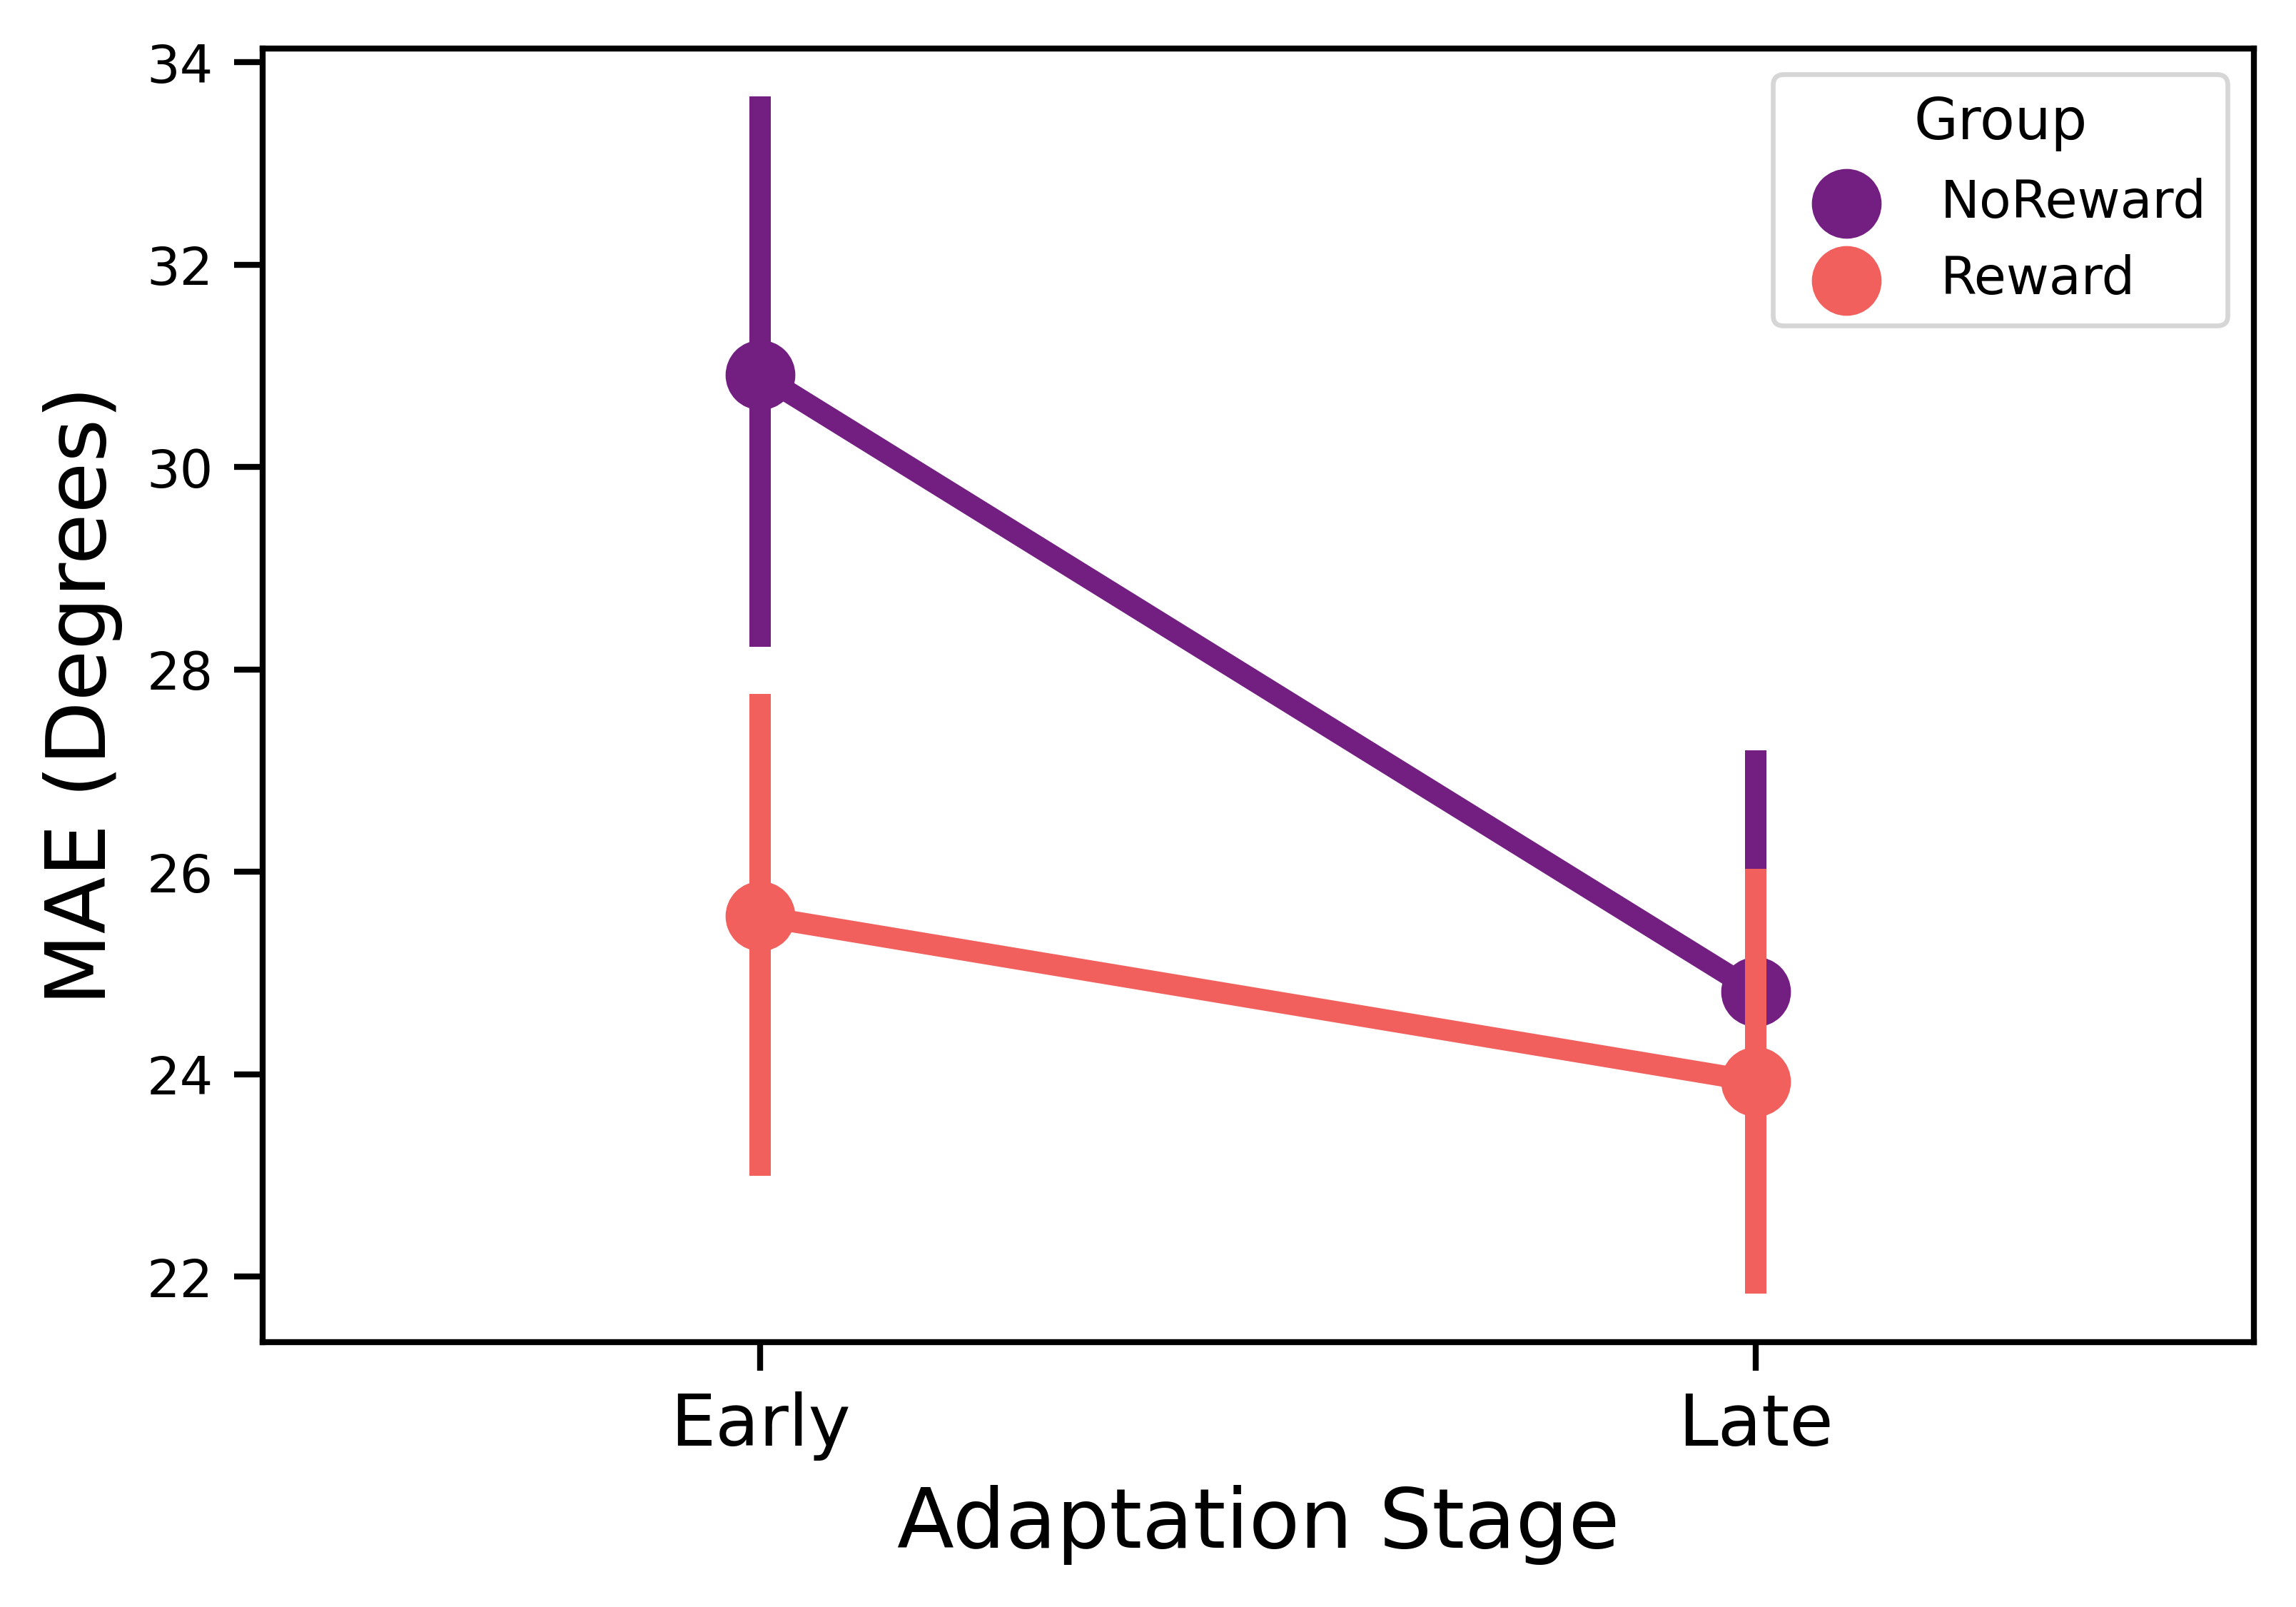 34
32
30
28
26
24
22
MAE (Degrees)
Group
NoReward
Reward
Early
Late
Adaptation Stage